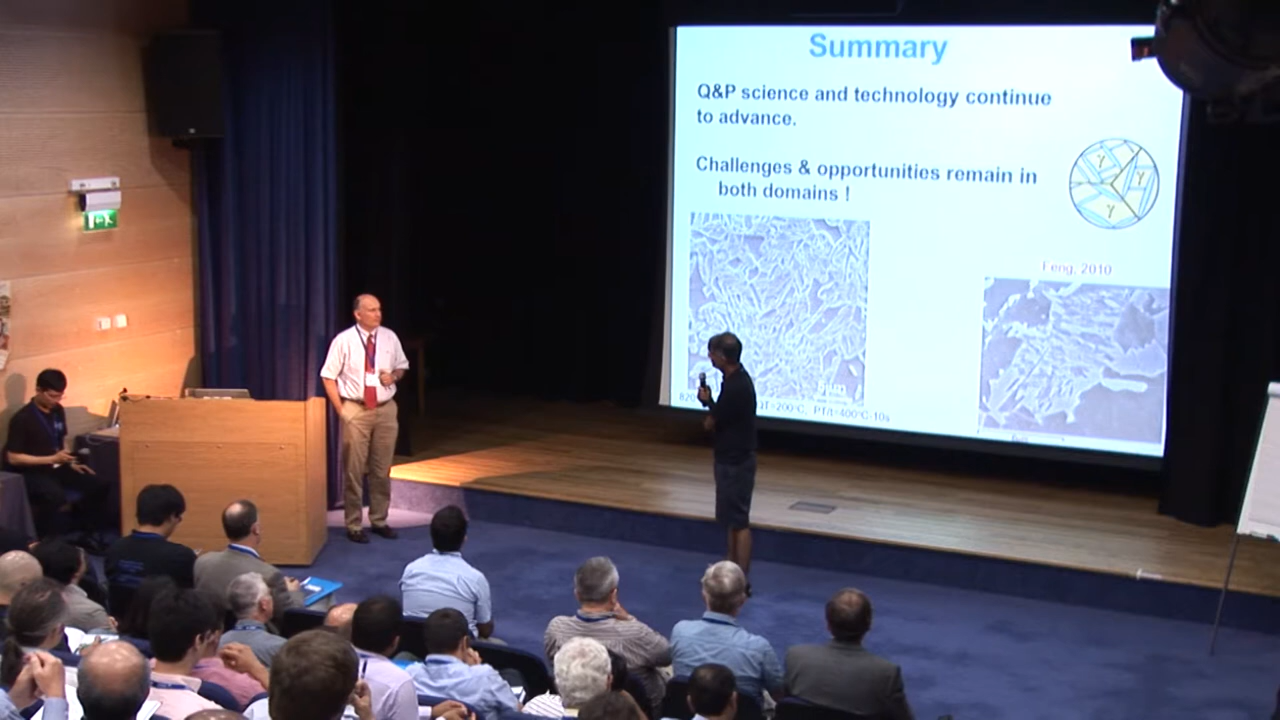 Summary
Q&P science and technology continue
to advance.
Challenges & opportunities remain in
both domains !
γ
γ
γ
Feng, 2010
5µm
QT=200°C, PT/t=400°C-10s